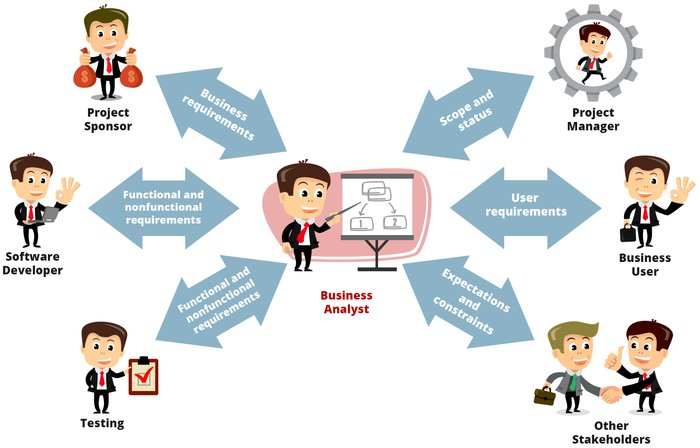 Project
Sponsor
Business
requirements
Scope and
status
Project
Manager
Software
Developer
Functional and
nonfunctional
requirements
1
2
Business
Analyst
User
requirements
Business
User
Testing
Functional and
nonfunctional
requirements
Expectations
and
constraints
Other
Stakeholders
$
$